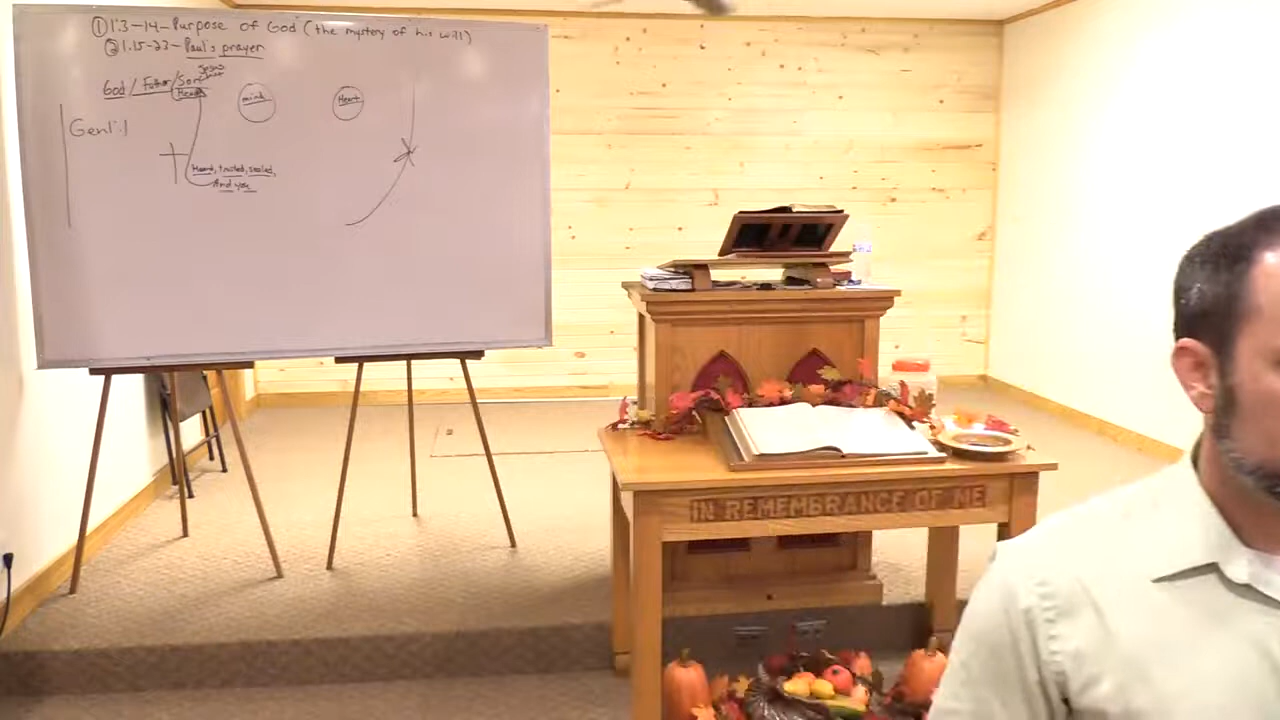 ① 1:3-14- Purpose of God (the mystery of his will)
② 1:15-23- Paul's prayer
Jesus
God / Father / Son
Heart
mind
Gen 1:1
Heard, trusted, sealed,
And you
IN REMEMBRANCE OF ME